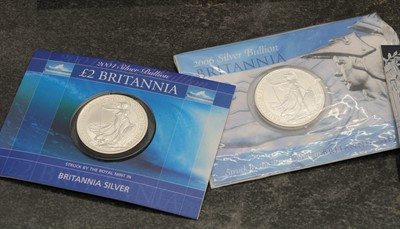 2004 Silver Bullion
£2 BRITANNIA
STRUCK BY THE ROYAL MINT IN
BRITANNIA SILVER
2006 Silver Bullion
BRITANNIA